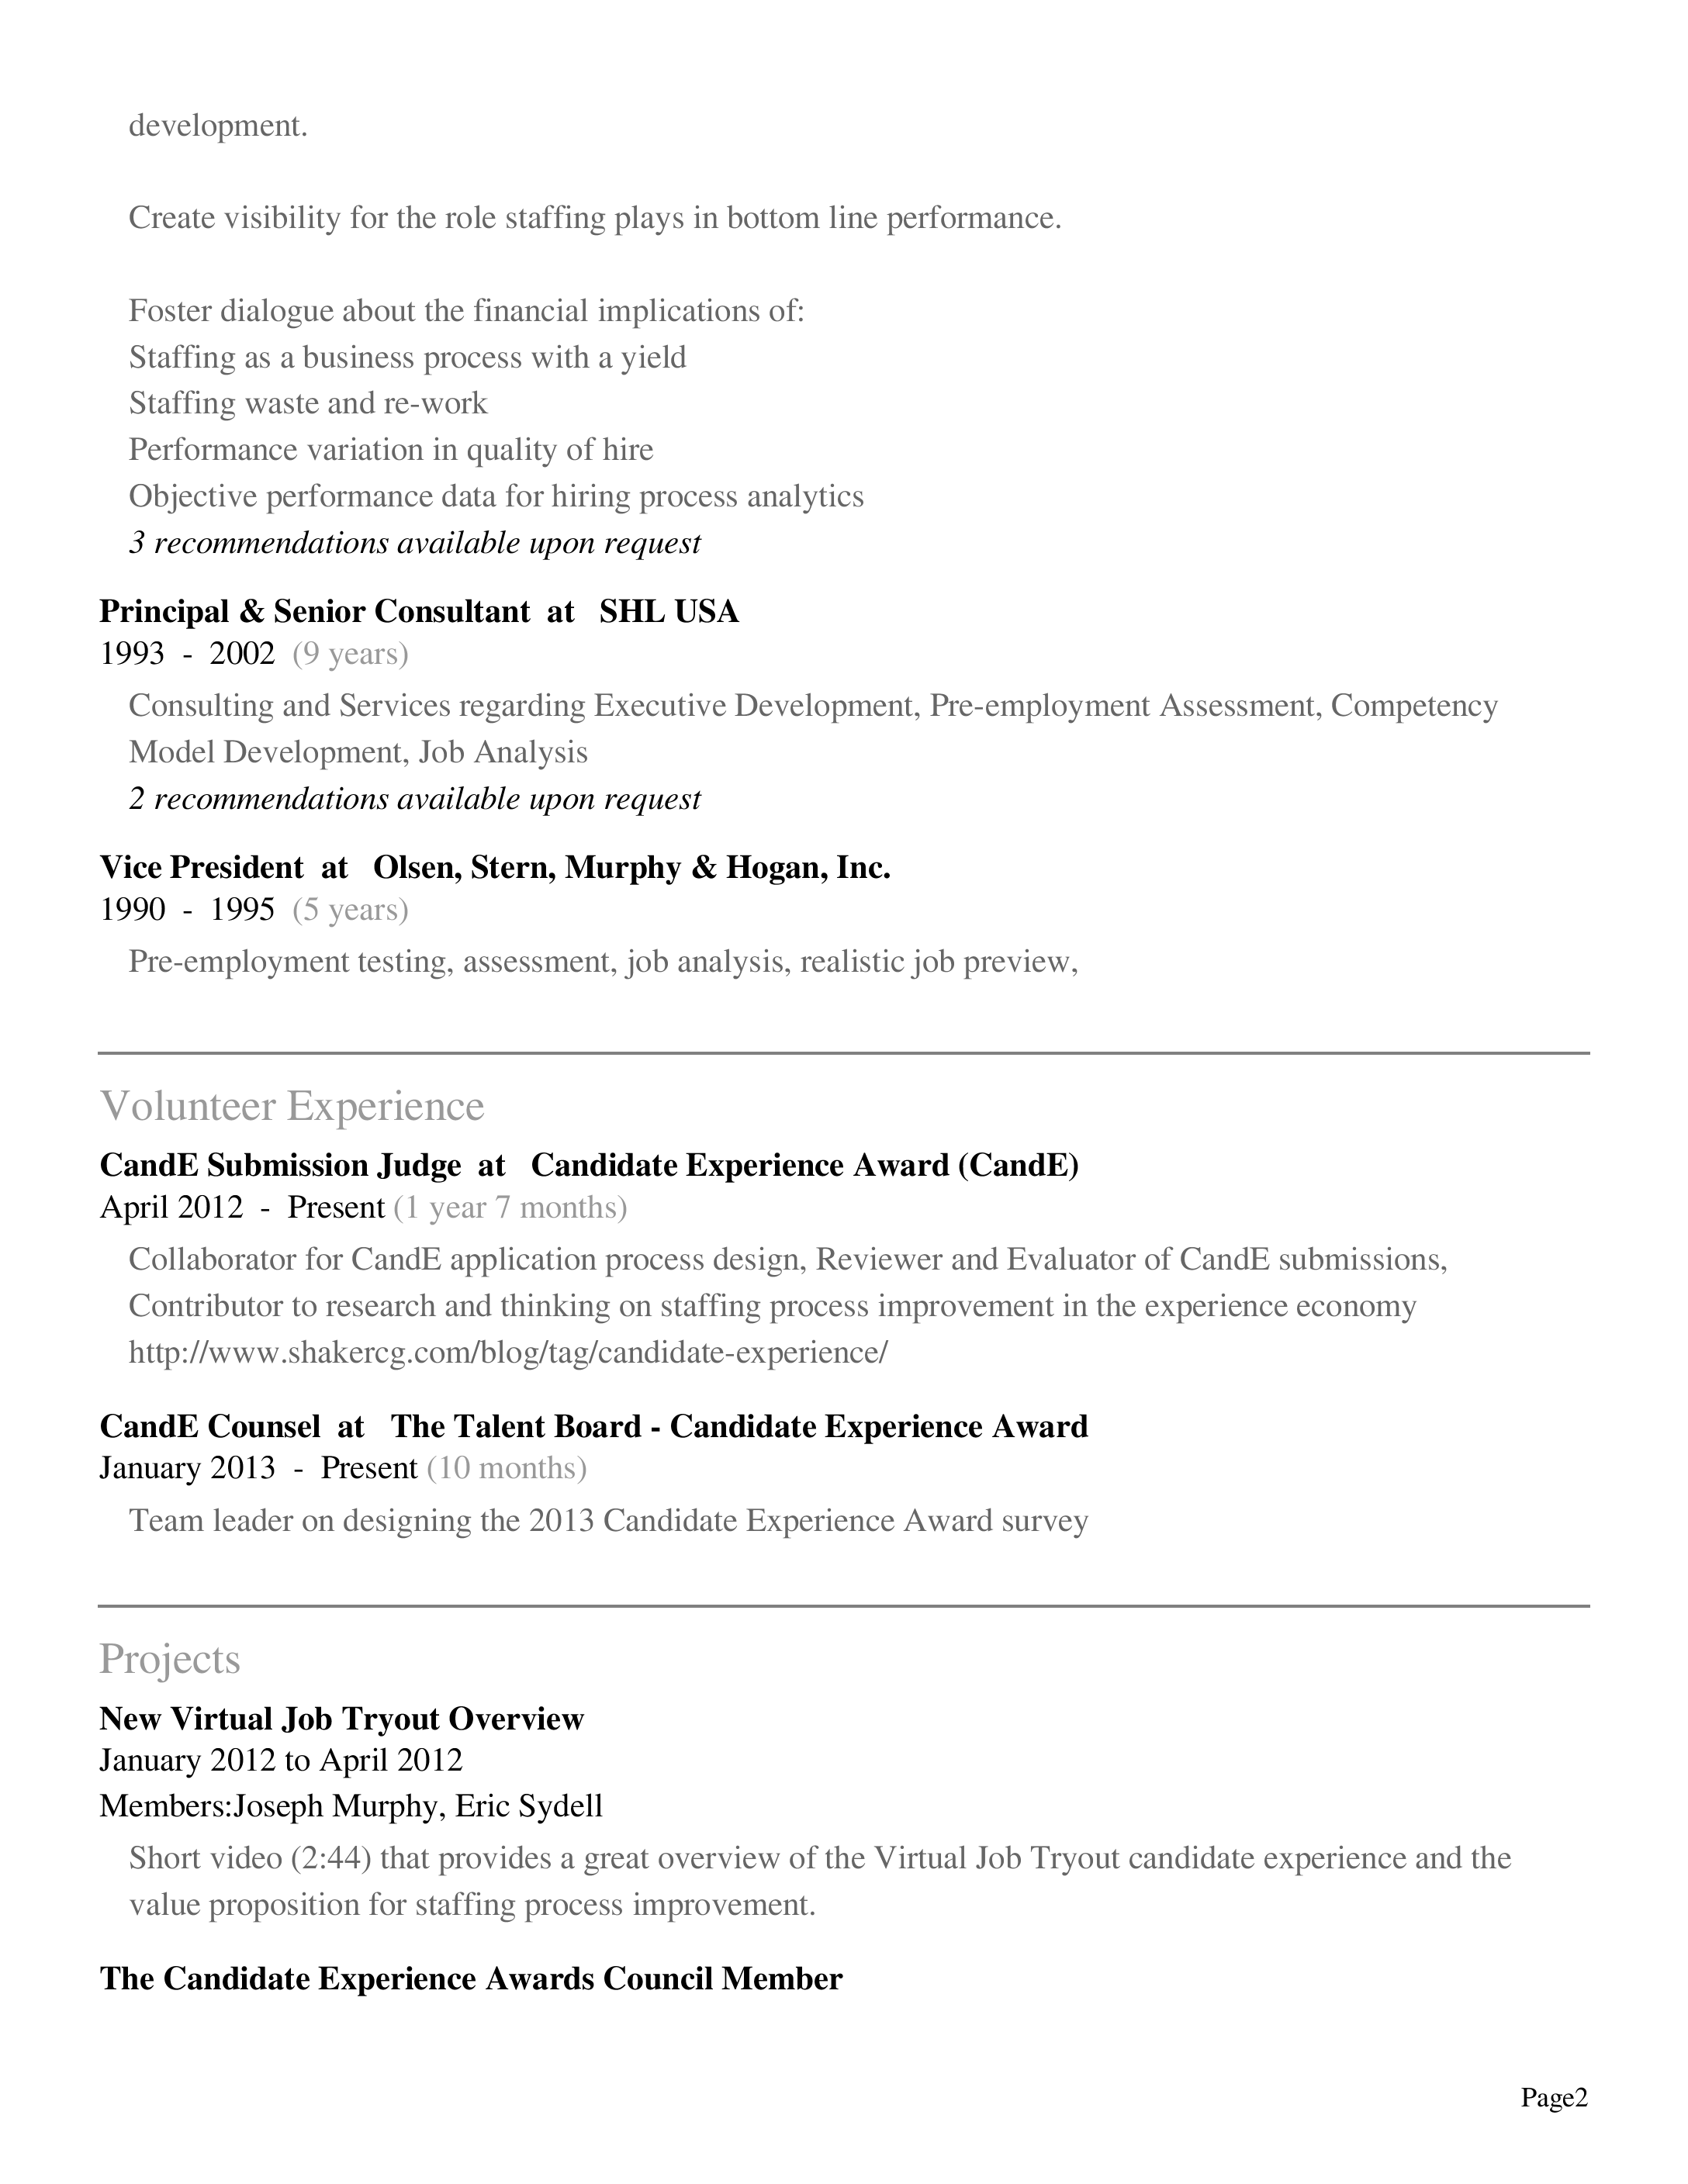 development.
Create visibility for the role staffing plays in bottom line performance.
Foster dialogue about the financial implications of:
Staffing as a business process with a yield
Staffing waste and re-work
Performance variation in quality of hire
Objective performance data for hiring process analytics
3 recommendations available upon request
Principal & Senior Consultant at SHL USA
1993 - 2002 (9 years)
Consulting and Services regarding Executive Development, Pre-employment Assessment, Competency
Model Development, Job Analysis
2 recommendations available upon request
Vice President at Olsen, Stern, Murphy & Hogan, Inc.
1990 - 1995 (5 years)
Pre-employment testing, assessment, job analysis, realistic job preview,
Volunteer Experience
CandE Submission Judge at Candidate Experience Award (CandE)
April 2012 - Present (1 year 7 months)
Collaborator for CandE application process design, Reviewer and Evaluator of CandE submissions,
Contributor to research and thinking on staffing process improvement in the experience economy
http://www.shakercg.com/blog/tag/candidate-experience/
CandE Counsel at The Talent Board - Candidate Experience Award
January 2013 - Present (10 months)
Team leader on designing the 2013 Candidate Experience Award survey
Projects
New Virtual Job Tryout Overview
January 2012 to April 2012
Members:Joseph Murphy, Eric Sydell
Short video (2:44) that provides a great overview of the Virtual Job Tryout candidate experience and the
value proposition for staffing process improvement.
The Candidate Experience Awards Council Member
Page2